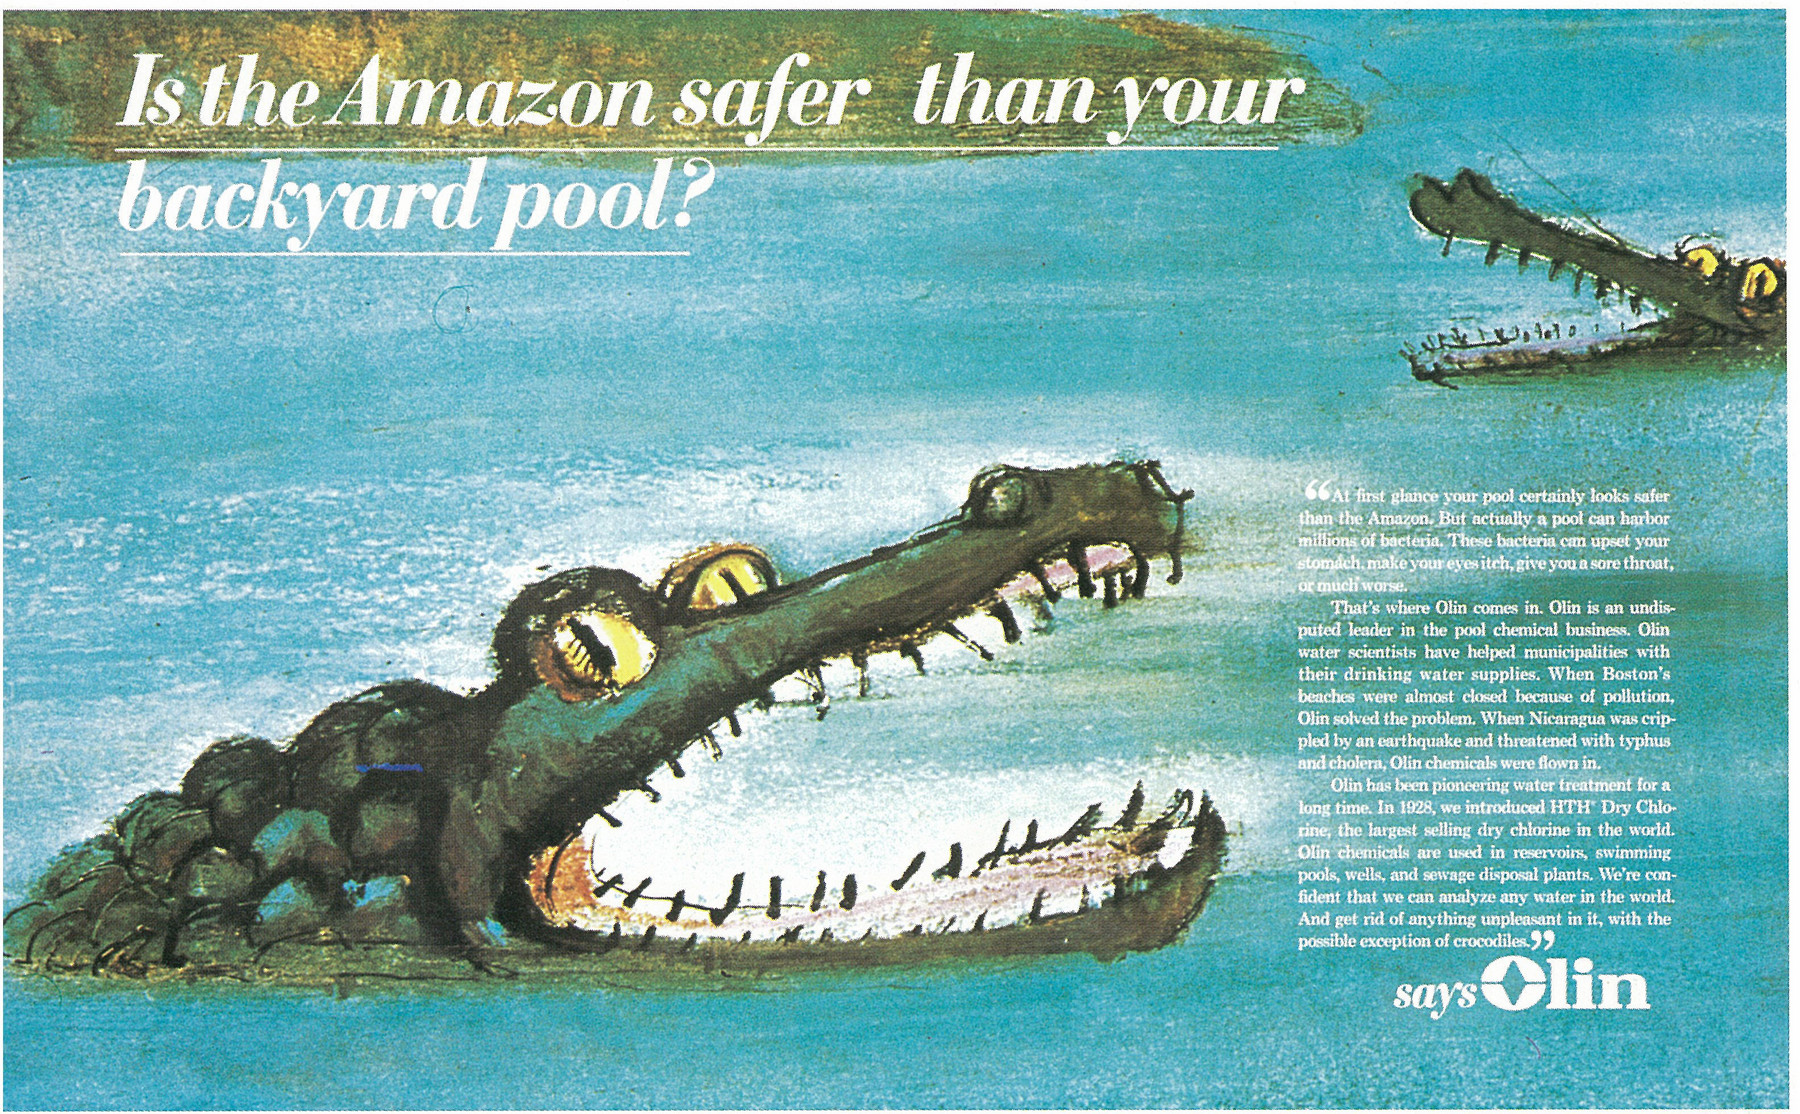 Is the Amazon safer than your
backyard pool?
“At first glance your pool certainly looks safer
than the Amazon. But actually a pool can harbor
millions of bacteria. These bacteria can upset your
stomach, make your eyes itch, give you a sore throat,
or much worse.
That's where Olin comes in. Olin is an undis-
puted leader in the pool chemical business. Olin
water scientists have helped municipalities with
their drinking water supplies. When Boston's
beaches were almost closed because of pollution,
Olin solved the problem. When Nicaragua was crip-
pled by an earthquake and threatened with typhus
and cholera, Olin chemicals were flown in.
Olin has been pioneering water treatment for a
long time. In 1928, we introduced HTH® Dry Chlo-
rine, the largest selling dry chlorine in the world.
Olin chemicals are used in reservoirs, swimming
pools, wells, and sewage disposal plants. We're con-
fident that we can analyze any water in the world.
And get rid of anything unpleasant in it, with the
possible exception of crocodiles.”
says Olin